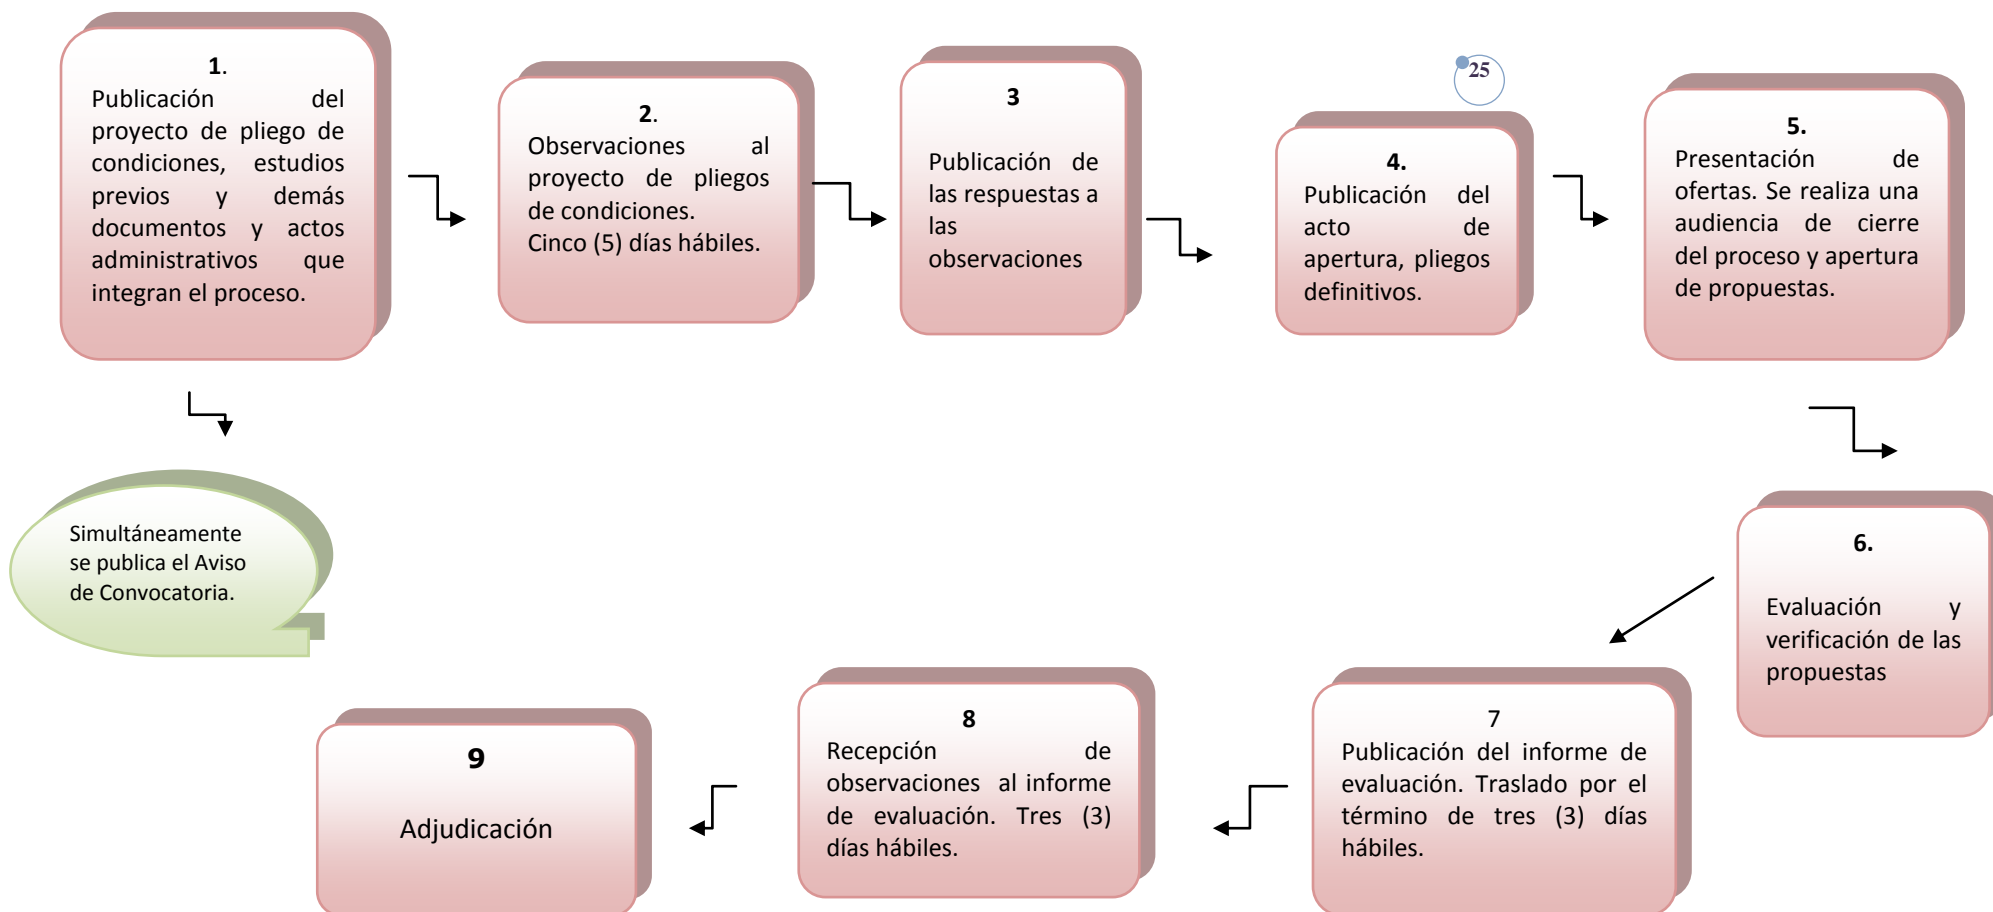 1.
Publicación del
proyecto de pliego de
condiciones, estudios
previos y demás
documentos y actos
administrativos que
integran el proceso.
2.
Observaciones al
proyecto de pliegos
de condiciones.
Cinco (5) días hábiles.
3
Publicación de
las respuestas a
las
observaciones
25
4.
Publicación del
acto de
apertura, pliegos
definitivos.
5.
Presentación de
ofertas. Se realiza una
audiencia de cierre
del proceso y apertura
de propuestas.
Simultáneamente
se publica el Aviso
de Convocatoria.
6.
Evaluación y
verificación de las
propuestas
7
Publicación del informe de
evaluación. Traslado por el
término de tres (3) días
hábiles.
8
Recepción de
observaciones al informe
de evaluación. Tres (3)
días hábiles.
9
Adjudicación